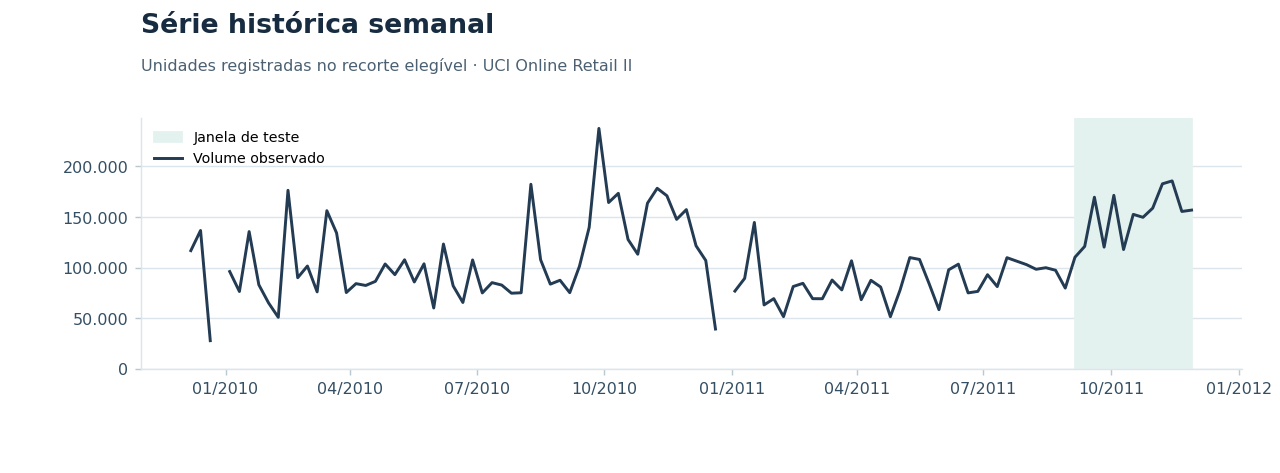 Série histórica semanal
Unidades registradas no recorte elegível · UCI Online Retail II
Janela de teste
Volume observado
200.000
150.000
100.000
50.000
0
01/2010 04/2010 07/2010 10/2010 01/2011 04/2011 07/2011 10/2011 01/2012